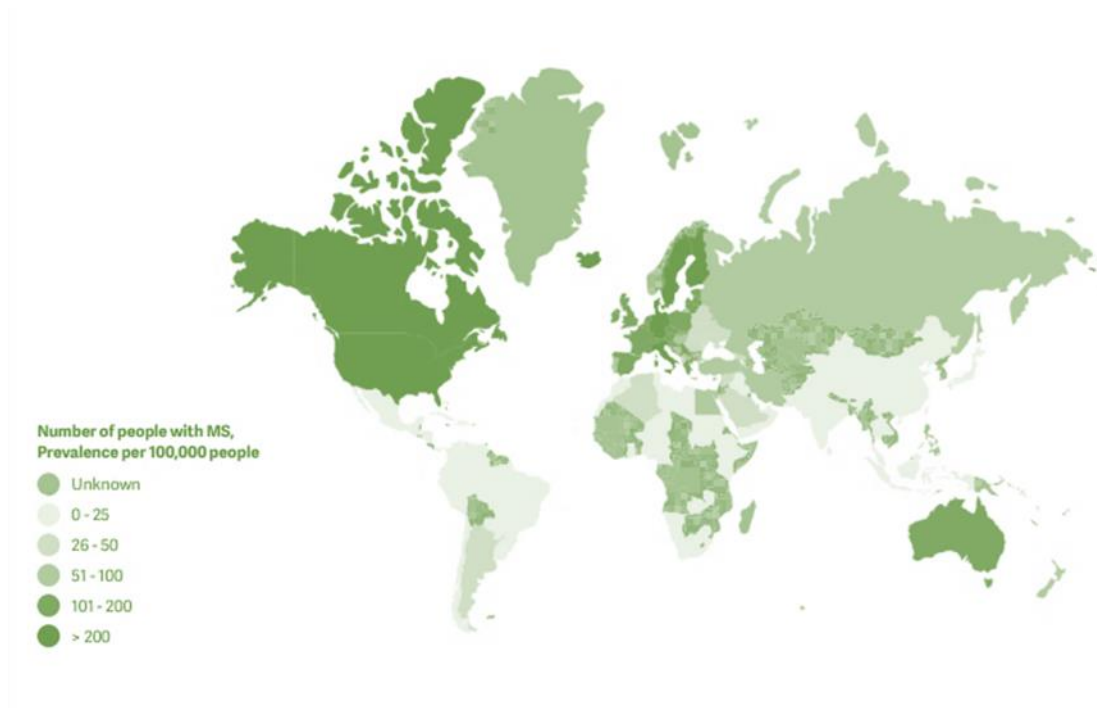 Number of people with MS,
Prevalence per 100,000 people
Unknown
0 - 25
26 - 50
51 - 100
101 - 200
> 200